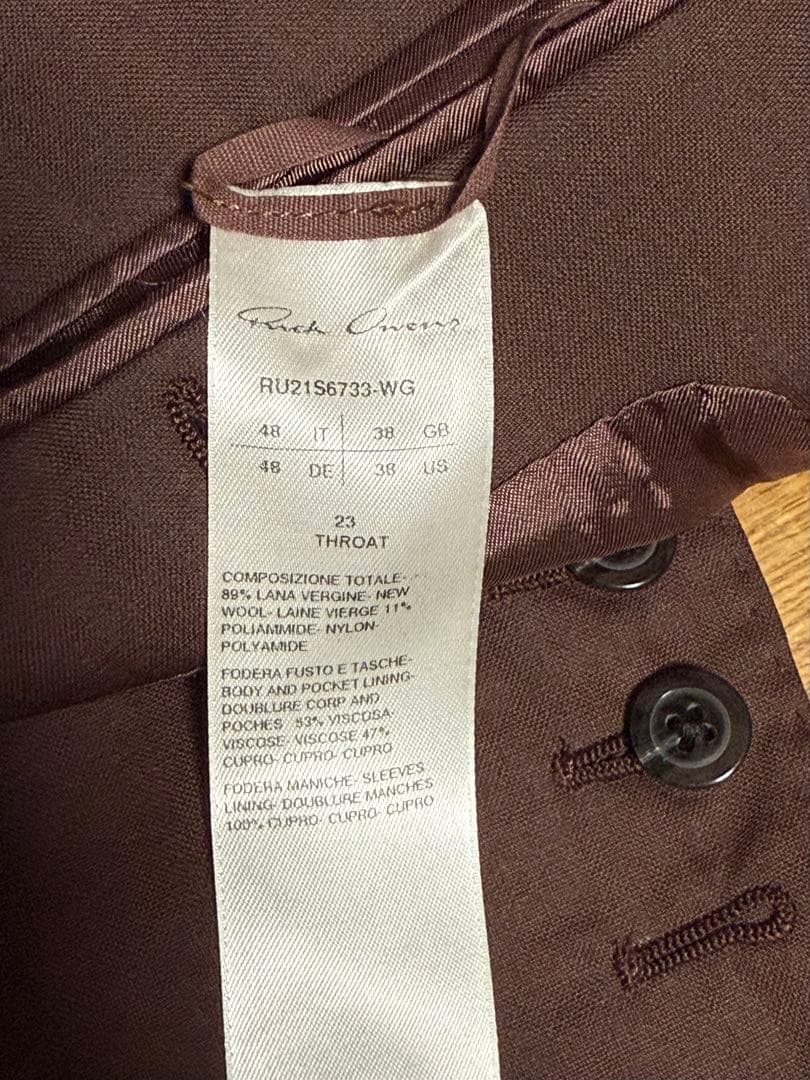 Rick Owens
RU21S6733-WG
48 IT 38 GB
48 DE 38 US
23
THROAT
COMPOSIZIONE TOTALE-
89% LANA VERGINE- NEW
WOOL- LAINE VIERGE 11%
POLIAMMIDE- NYLON-
POLYAMIDE
FODERA FUSTO E TASCHE-
BODY AND POCKET LINING-
DOUBLURE CORP AND
POCHES 53% VISCOSA-
VISCOSE- VISCOSE 47%
CUPRO- CUPRO- CUPRO
FODERA MANICHE- SLEEVES
LINING- DOUBLURE MANCHES
100% CUPRO- CUPRO- CUPRO